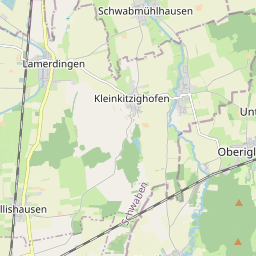 Schwabmühlhausen
Lamerdingen
Kleinkitzighofen
Unt
Oberigl
Schwaben
llishausen